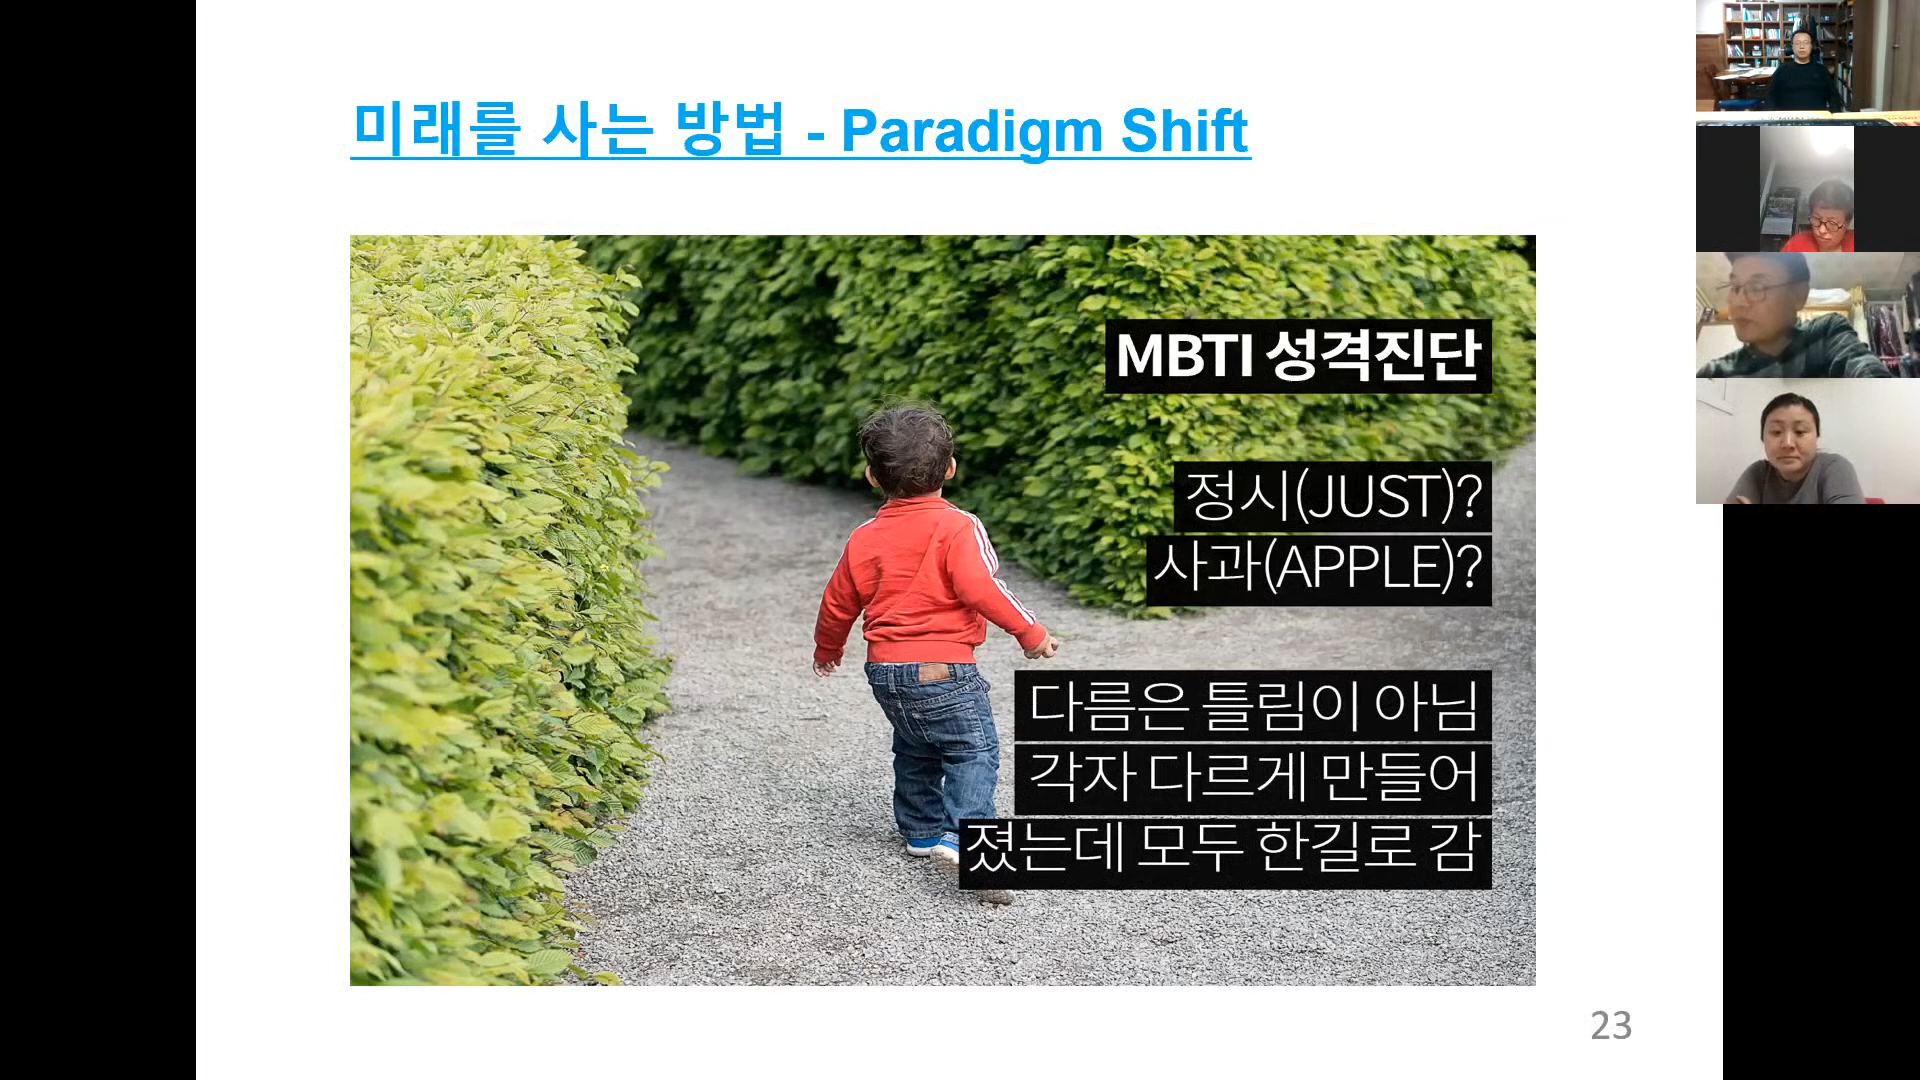 미래를 사는 방법 - Paradigm Shift
MBTI 성격진단
정시(JUST)?
사과(APPLE)?
다름은 틀림이 아님
각자 다르게 만들어
졌는데 모두 한길로 감
23